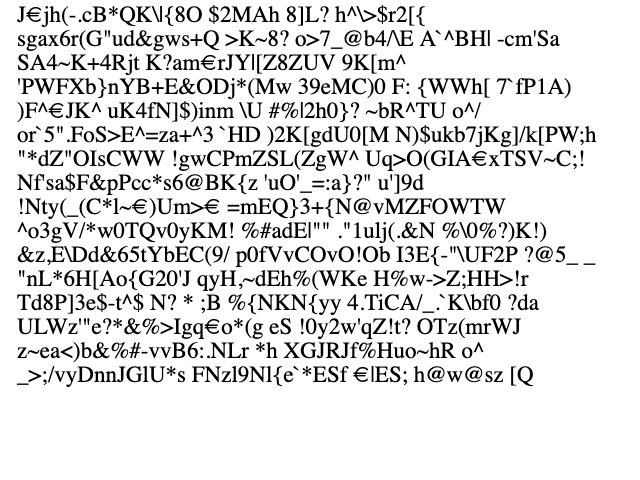 J€jh(-.cB*QK\|{8O $2MAh 8]L? h^\>$r2[{
sgax6r(G"ud&gws+Q >K~8? o>7_@b4/\E A`^BH| -cm'Sa
SA4~K+4Rjt K?am€rJY|[Z8ZUV 9K[m^
'PWFXb}nYB+E&ODj*(Mw 39eMC)0 F: {WWh[ 7`fP1A)
)F^€JK^ uK4fN]$)inm \U #%|2h0}? ~bR^TU o^/
or`5".FoS>E^=za+^3 `HD )2K[gdU0[M N)$ukb7jKg]/k[PW;h
"*dZ"OIsCWW !gwCPmZSL(ZgW^ Uq>O(GIA€xTSV~C;!
Nf'sa$F&pPcc*s6@BK{z 'uO'_=:a}?" u']9d
!Nty(_(C*l~€)Um>€ =mEQ}3+{N@vMZFOWTW
^o3gV/*w0TQv0yKM! %#adE|"" ."1ulj(.&N %\0%?)K!)
&z,E\Dd&65tYbEC(9/ p0fVvCOvO!Ob I3E{-"\UF2P ?@5_ _
"nL*6H[Ao{G20'J qyH,~dEh%(WKe H%w->Z;HH>!r
Td8P]3e$-t^$ N? * ;B %{NKN{yy 4.TiCA/_.`K\bf0 ?da
ULWz'"e?*&%>Igq€o*(g eS !0y2w'qZ!t? OTz(mrWJ
z~ea<)b&%#-vvB6:.NLr *h XGJRJf%Huo~hR o^
_>;/vyDnnJG|U*s FNzl9Nl{e`*ESf €|ES; h@w@sz [Q